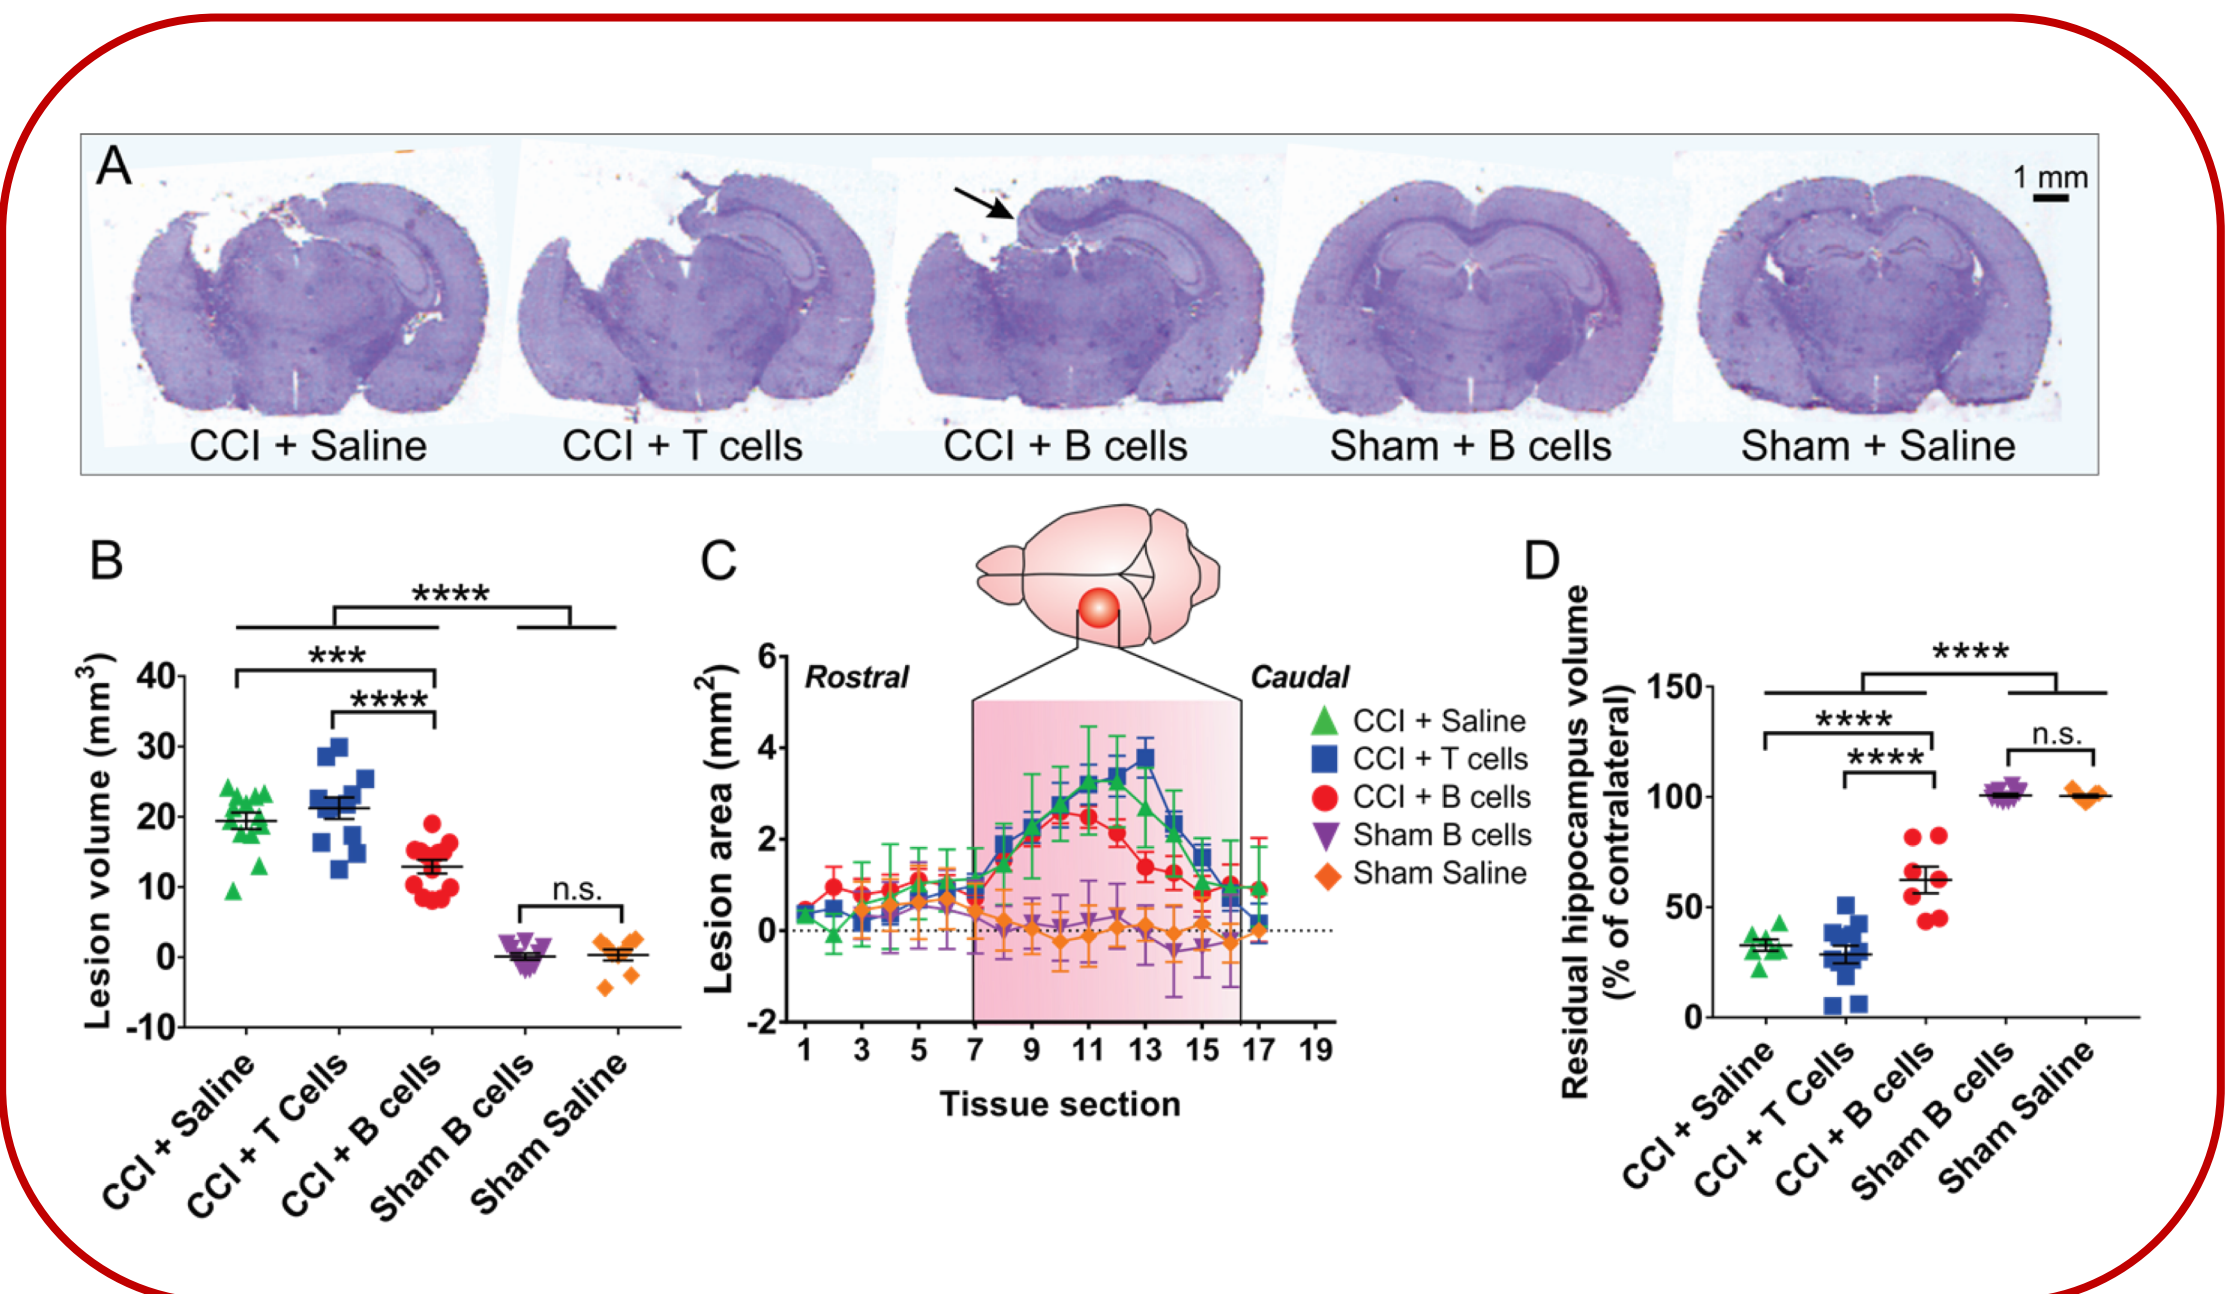 A
1 mm
CCI + Saline
CCI + T cells
CCI + B cells
Sham + B cells
Sham + Saline
B
****
***
****
n.s.
Lesion volume (mm³)
40
30
20
10
0
-10
CCI + Saline
CCI + T Cells
CCI + B cells
Sham B cells
Sham Saline
C
Rostral
Caudal
Lesion area (mm²)
6
4
2
0
-2
1 3 5 7 9 11 13 15 17 19
Tissue section
CCI + Saline
CCI + T cells
CCI + B cells
Sham B cells
Sham Saline
D
****
****
****
n.s.
Residual hippocampus volume
(% of contralateral)
150
100
50
0
CCI + Saline
CCI + T Cells
CCI + B cells
Sham B cells
Sham Saline